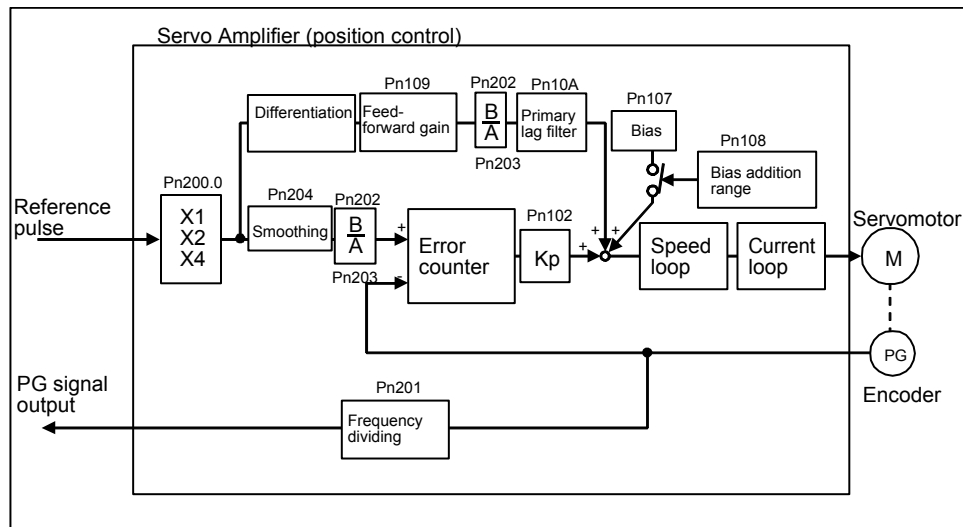 Servo Amplifier (position control)
Pn109
Pn202
Pn10A
Pn107
Differentiation
Feed-
forward gain
B
A
Primary
lag filter
Bias
Pn203
Pn108
Bias addition
range
Pn200.0
Pn204
Pn202
Pn102
Reference
pulse
X1
X2
X4
Smoothing
B
A
+
-
Error
counter
Kp
+
+
+
Speed
loop
Current
loop
Servomotor
M
Pn203
PG
Encoder
PG signal
output
Pn201
Frequency
dividing